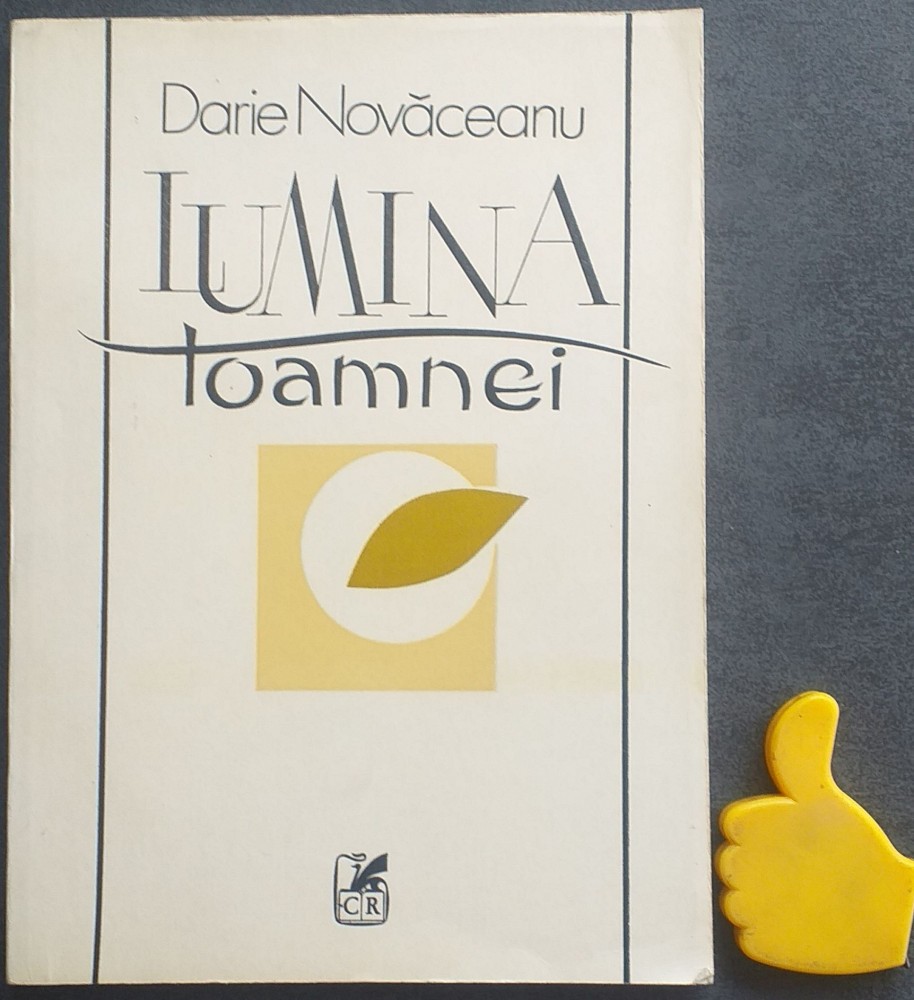 Darie Novăceanu
LUMINA
toamnei
CR